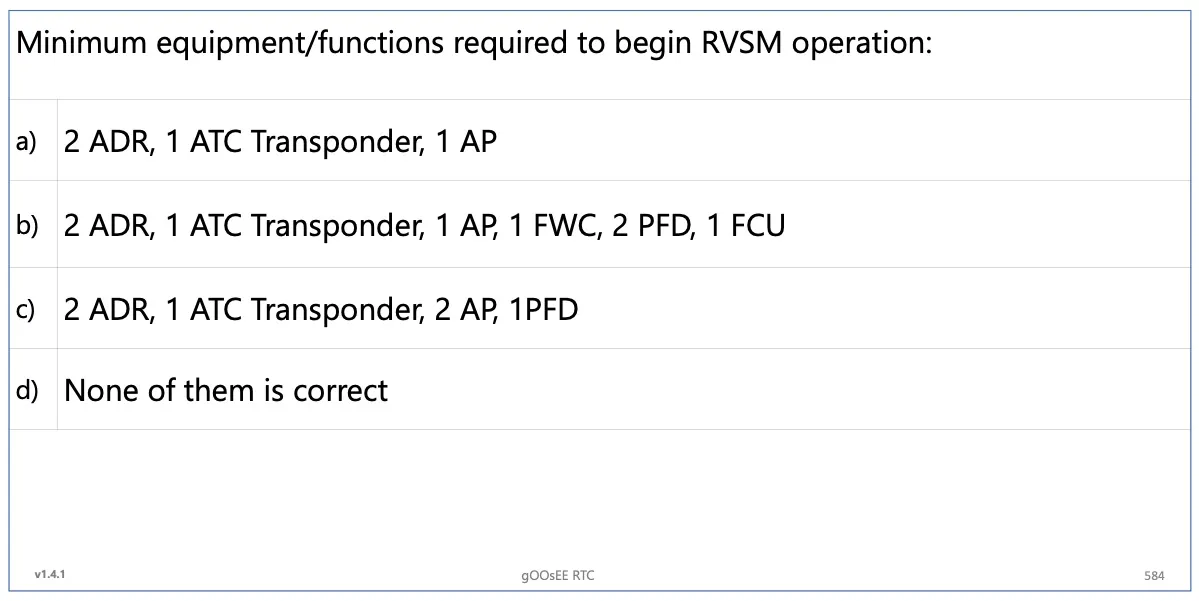 Minimum equipment/functions required to begin RVSM operation:
a) 2 ADR, 1 ATC Transponder, 1 AP
b) 2 ADR, 1 ATC Transponder, 1 AP, 1 FWC, 2 PFD, 1 FCU
c) 2 ADR, 1 ATC Transponder, 2 AP, 1PFD
d) None of them is correct
v1.4.1 gOOsEE RTC 584